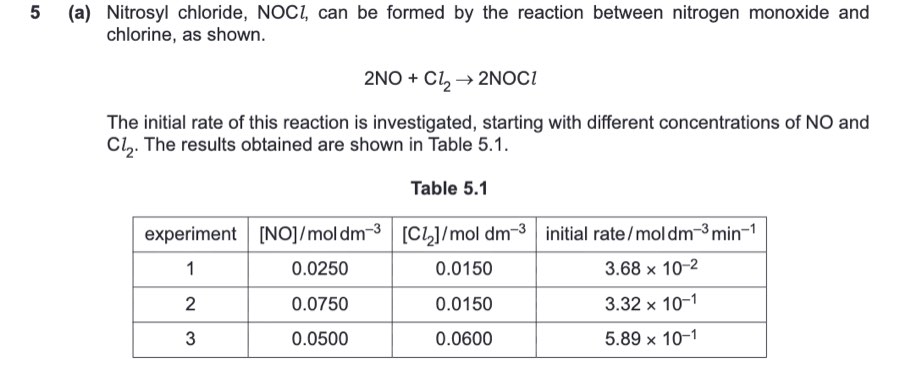 5 (a) Nitrosyl chloride, NOCl, can be formed by the reaction between nitrogen monoxide and
chlorine, as shown.
2NO + Cl₂ → 2NOCl
The initial rate of this reaction is investigated, starting with different concentrations of NO and
Cl₂. The results obtained are shown in Table 5.1.
Table 5.1
experiment [NO]/mol dm⁻³ [Cl₂]/mol dm⁻³ initial rate/mol dm⁻³ min⁻¹
1 0.0250 0.0150 3.68 × 10⁻²
2 0.0750 0.0150 3.32 × 10⁻¹
3 0.0500 0.0600 5.89 × 10⁻¹